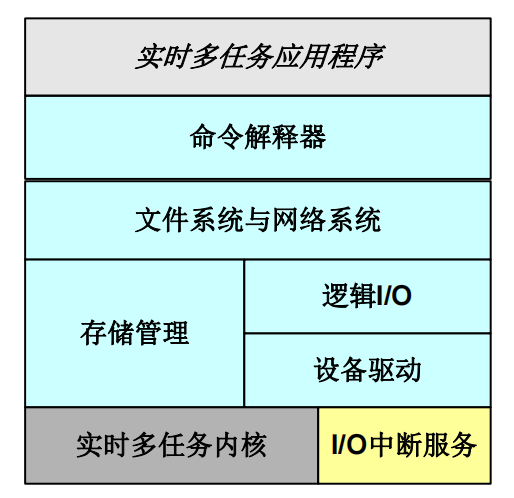 实时多任务应用程序
命令解释器
文件系统与网络系统
存储管理
逻辑I/O
设备驱动
实时多任务内核
I/O中断服务